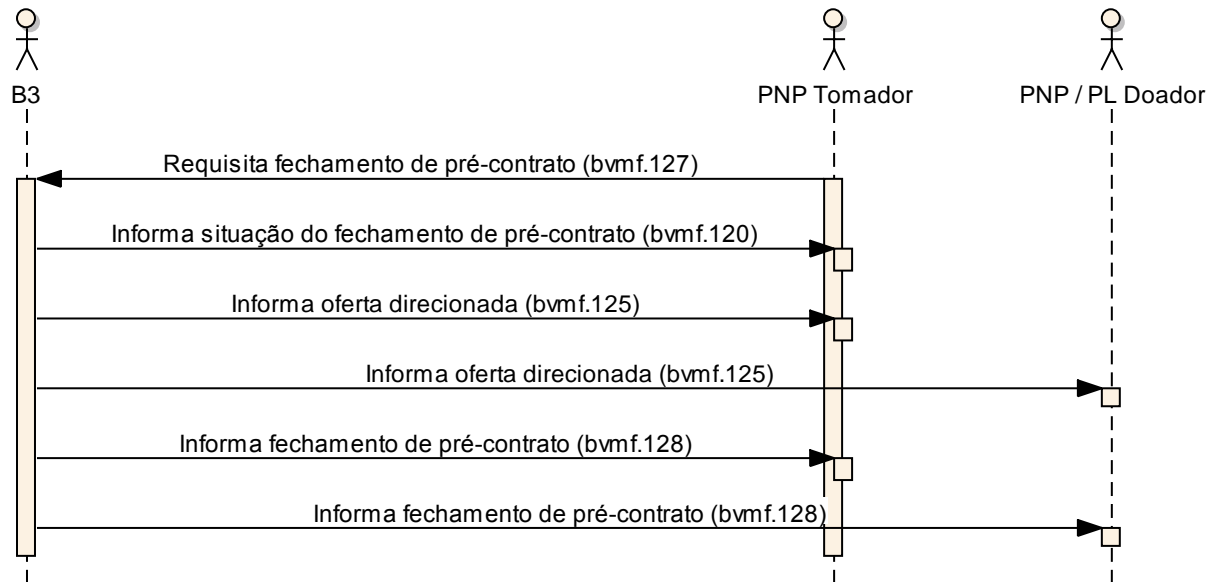 B3
PNP Tomador
PNP / PL Doador
Requisita fechamento de pré-contrato (bvmf.127)
Informa situação do fechamento de pré-contrato (bvmf.120)
Informa oferta direcionada (bvmf.125)
Informa oferta direcionada (bvmf.125)
Informa fechamento de pré-contrato (bvmf.128)
Informa fechamento de pré-contrato (bvmf.128)